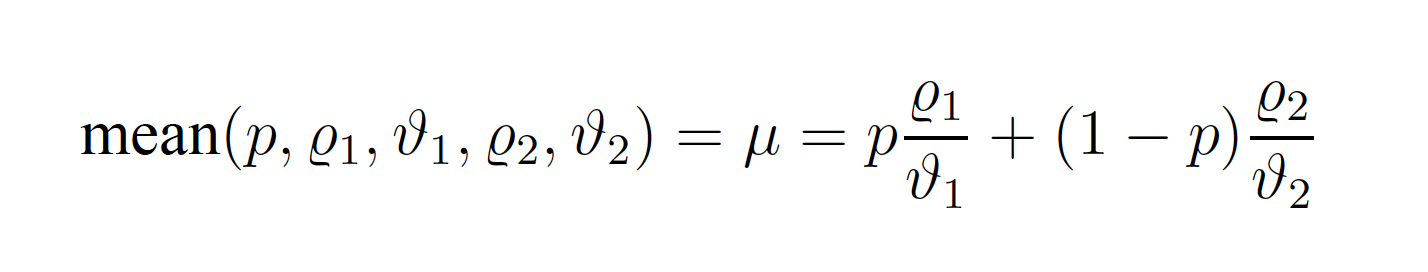 mean(p, ϱ₁, ϑ₁, ϱ₂, ϑ₂) = μ = p ϱ₁/ϑ₁ + (1 − p) ϱ₂/ϑ₂